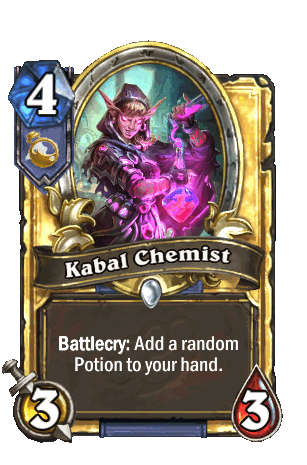 4
Kabal Chemist
Battlecry: Add a random
Potion to your hand.
3
3